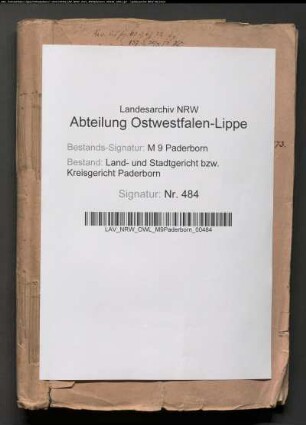 Landesarchiv NRW
Abteilung Ostwestfalen-Lippe
Bestands-Signatur: M 9 Paderborn
Bestand: Land- und Stadtgericht bzw.
Kreisgericht Paderborn
Signatur: Nr. 484
LAV_NRW_OWL_M9Paderborn_00484